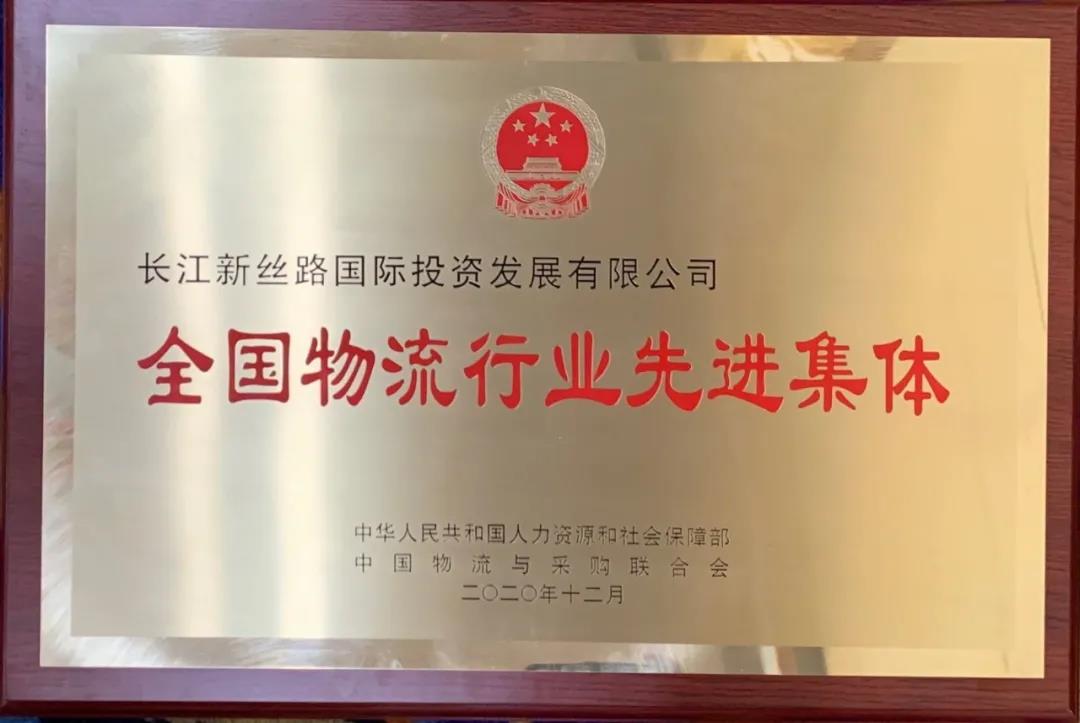 长江新丝路国际投资发展有限公司
全国物流行业先进集体
中华人民共和国人力资源和社会保障部
中国物流与采购联合会
二〇二〇年十二月